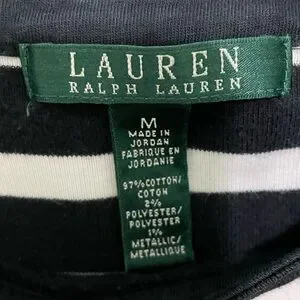 LAUREN
RALPH LAUREN
M
MADE IN
JORDAN
FABRIQUE EN
JORDANIE
97% COTTON/
COTON
2%
POLYESTER/
POLYESTER
1%
METALLIC/
METALLIQUE